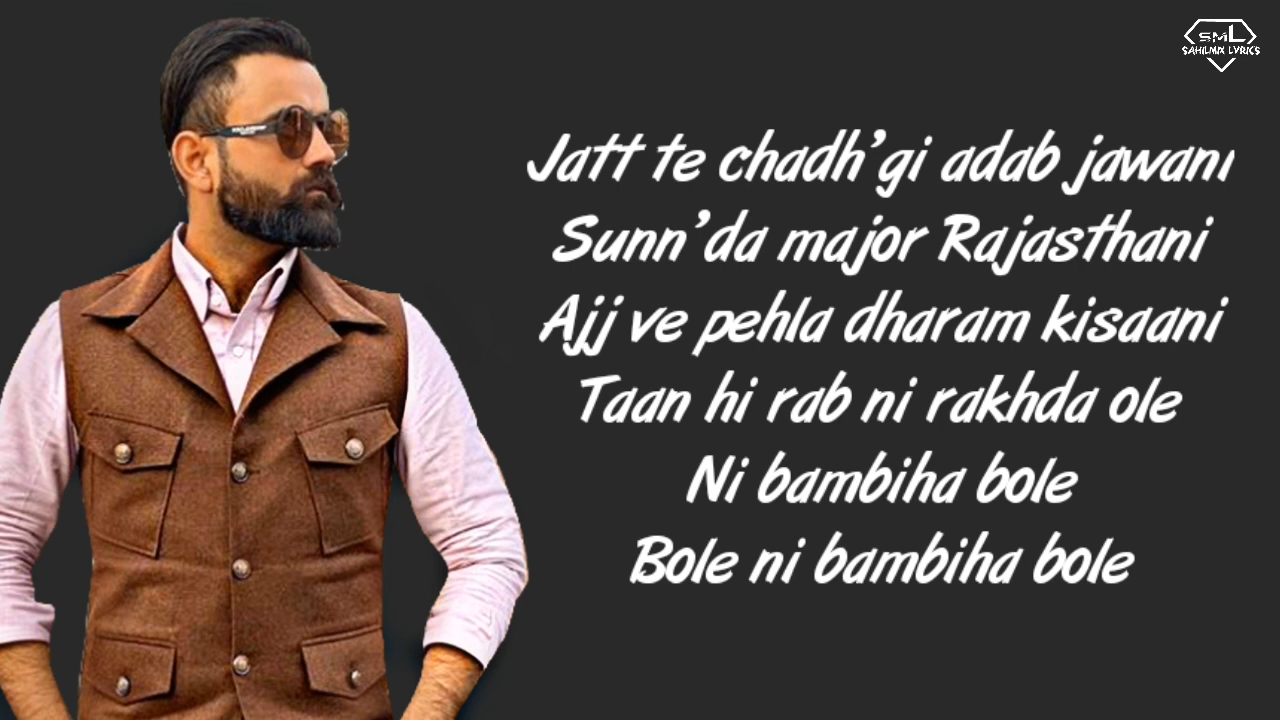 SML
SAHILMIX LYRICS
Jatt te chadh'gi adab jawani
Sunn'da major Rajasthani
Ajj ve pehla dharam kisaani
Taan hi rab ni rakhda ole
Ni bambiha bole
Bole ni bambiha bole